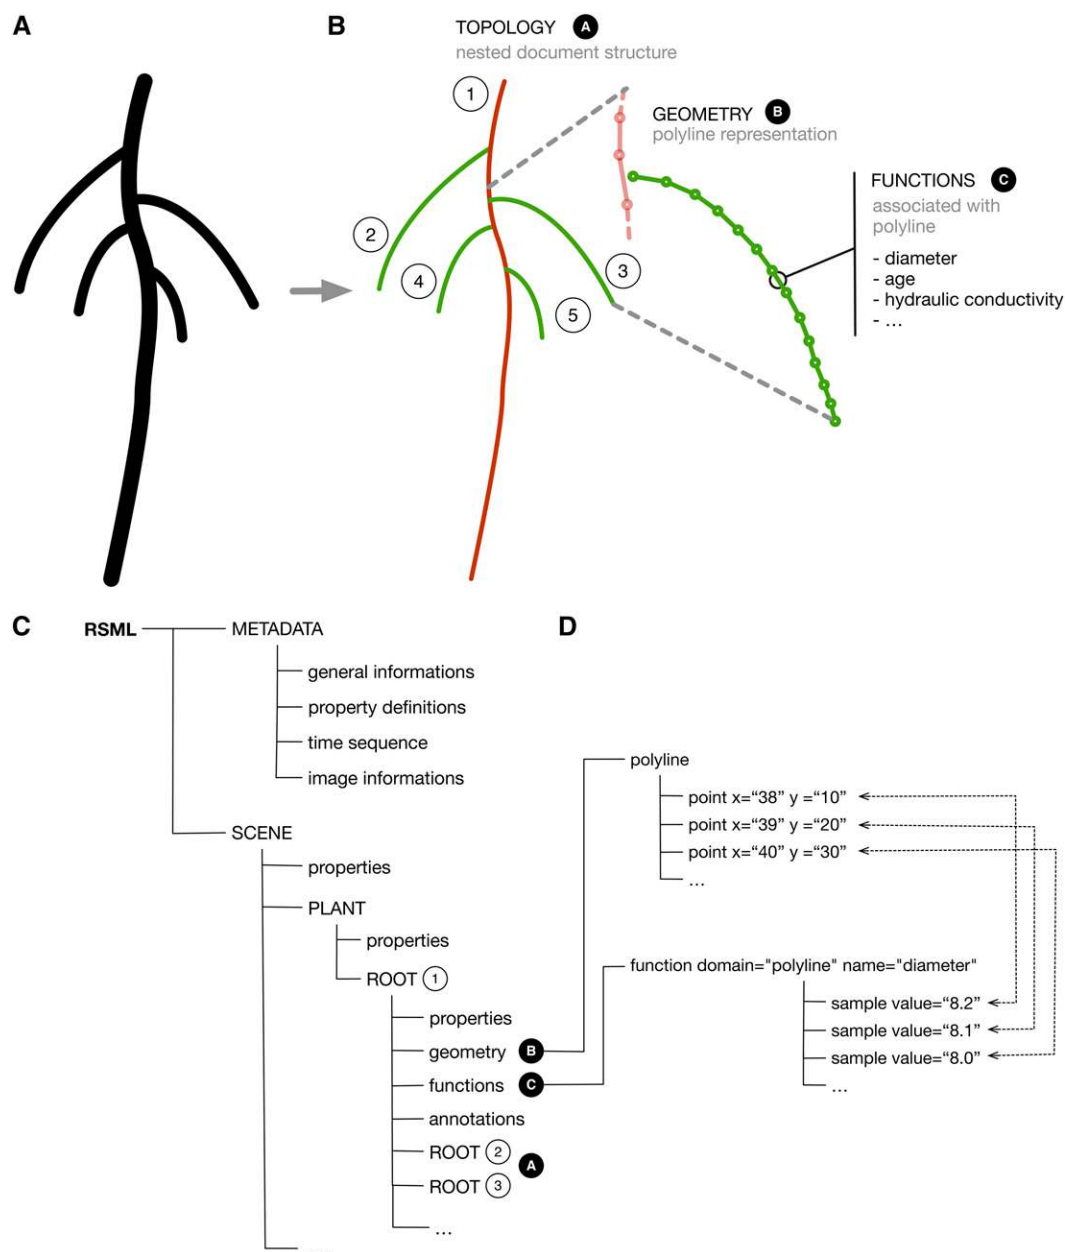 A
B
TOPOLOGY A
nested document structure
1
GEOMETRY B
polyline representation
FUNCTIONS C
associated with
polyline
- diameter
- age
- hydraulic conductivity
- ...
2
4
3
5
C
RSML
METADATA
general informations
property definitions
time sequence
image informations
SCENE
properties
PLANT
properties
ROOT 1
properties
geometry B
functions C
annotations
ROOT 2
A
ROOT 3
...
D
polyline
point x=“38” y =“10”
point x=“39” y =“20”
point x=“40” y =“30”
...
function domain="polyline" name="diameter"
sample value=“8.2”
sample value=“8.1”
sample value=“8.0”
...